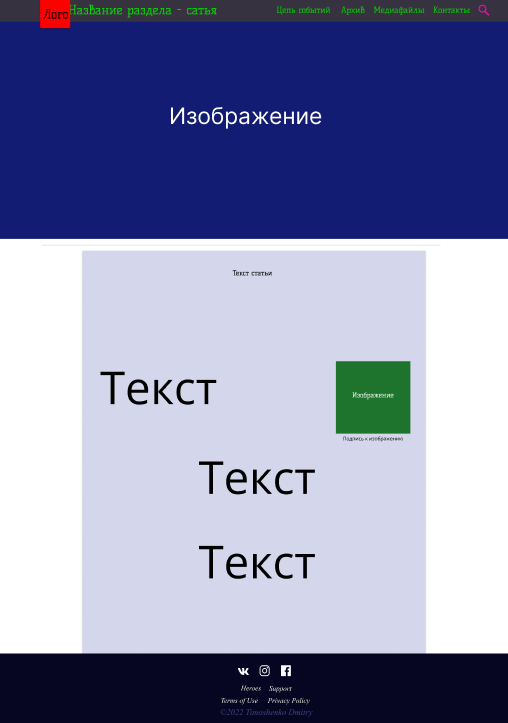 Лого Название раздела - сатья Цепь событий Архив Медиафайлы Контакты
Изображение
Текст статьи
Текст
Изображение
Подпись к изображению
Текст
Текст
Heroes Support
Terms of Use Privacy Policy
©2022 Timoshenko Dmitry